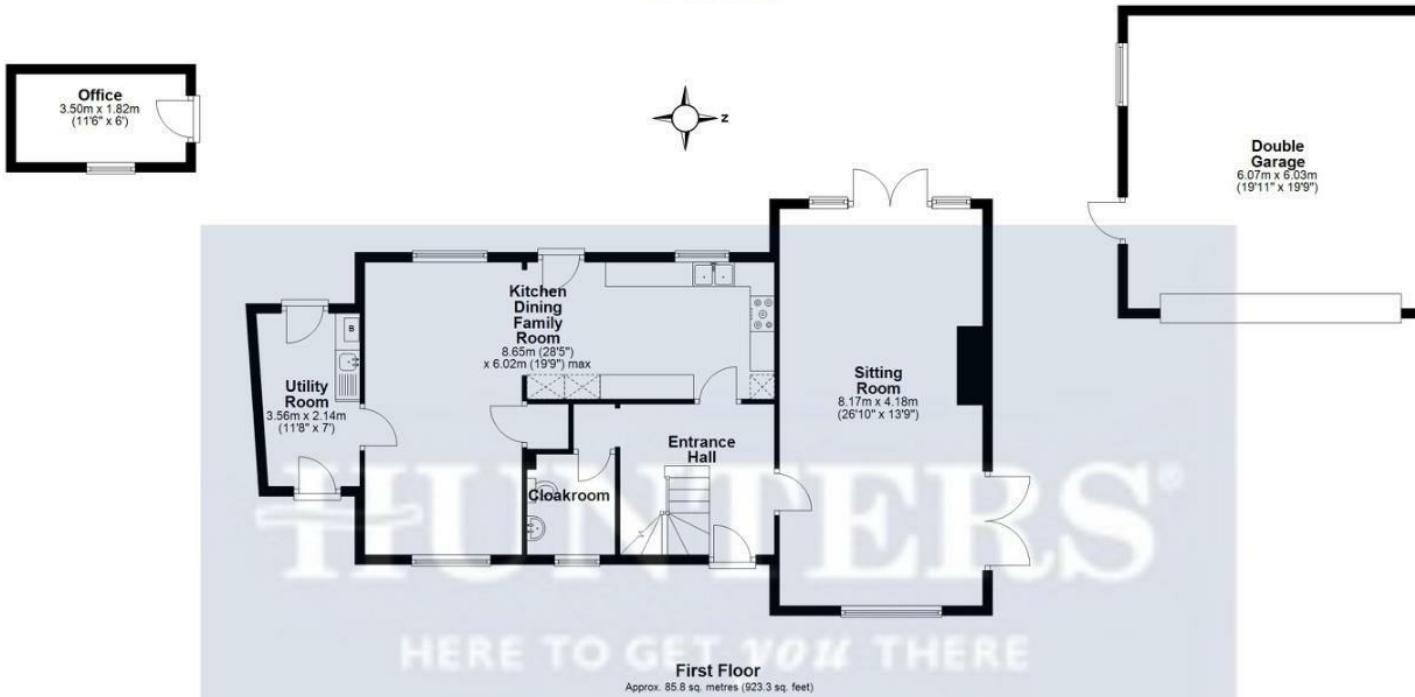 Office
3.50m x 1.82m
(11'6" x 6')
Z
Double
Garage
6.07m x 6.03m
(19'11" x 19'9")
Kitchen
Dining
Family
Room
8.65m (28'5")
x 6.02m (19'9") max
B
Utility
Room
3.56m x 2.14m
(11'8" x 7')
Sitting
Room
8.17m x 4.18m
(26'10" x 13'9")
Entrance
Hall
Cloakroom
HUNTERS®
HERE TO GET you THERE
First Floor
Approx. 85.8 sq. metres (923.3 sq. feet)